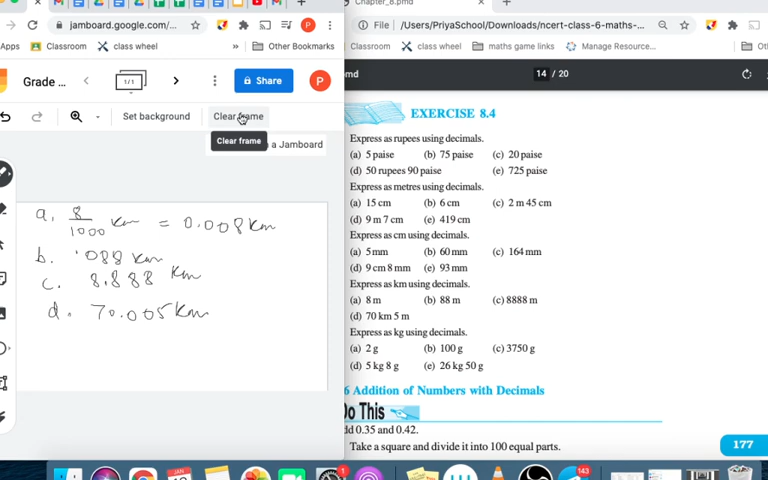 Chapter_8.pmd
jamboard.google.com/
File
/Users/PriyaSchool/Downloads/ncert-class-6-maths-
Apps
Classroom
class wheel
»
Other Bookmarks
Classroom
class wheel
maths game links
Manage Resource...
Grade ...
1/1
Share
P
md
14 / 20
Set background
Clear frame
Clear frame
a Jamboard
a. 8/1000 km = 0.008 km
b. .088 km
c. 8.888 km
d. 70.005 km
EXERCISE 8.4
Express as rupees using decimals.
(a) 5 paise (b) 75 paise (c) 20 paise
(d) 50 rupees 90 paise (e) 725 paise
Express as metres using decimals.
(a) 15 cm (b) 6 cm (c) 2 m 45 cm
(d) 9 m 7 cm (e) 419 cm
Express as cm using decimals.
(a) 5 mm (b) 60 mm (c) 164 mm
(d) 9 cm 8 mm (e) 93 mm
Express as km using decimals.
(a) 8 m (b) 88 m (c) 8888 m
(d) 70 km 5 m
Express as kg using decimals.
(a) 2 g (b) 100 g (c) 3750 g
(d) 5 kg 8 g (e) 26 kg 50 g
6 Addition of Numbers with Decimals
Do This
dd 0.35 and 0.42.
Take a square and divide it into 100 equal parts.
177
JAN
1
143